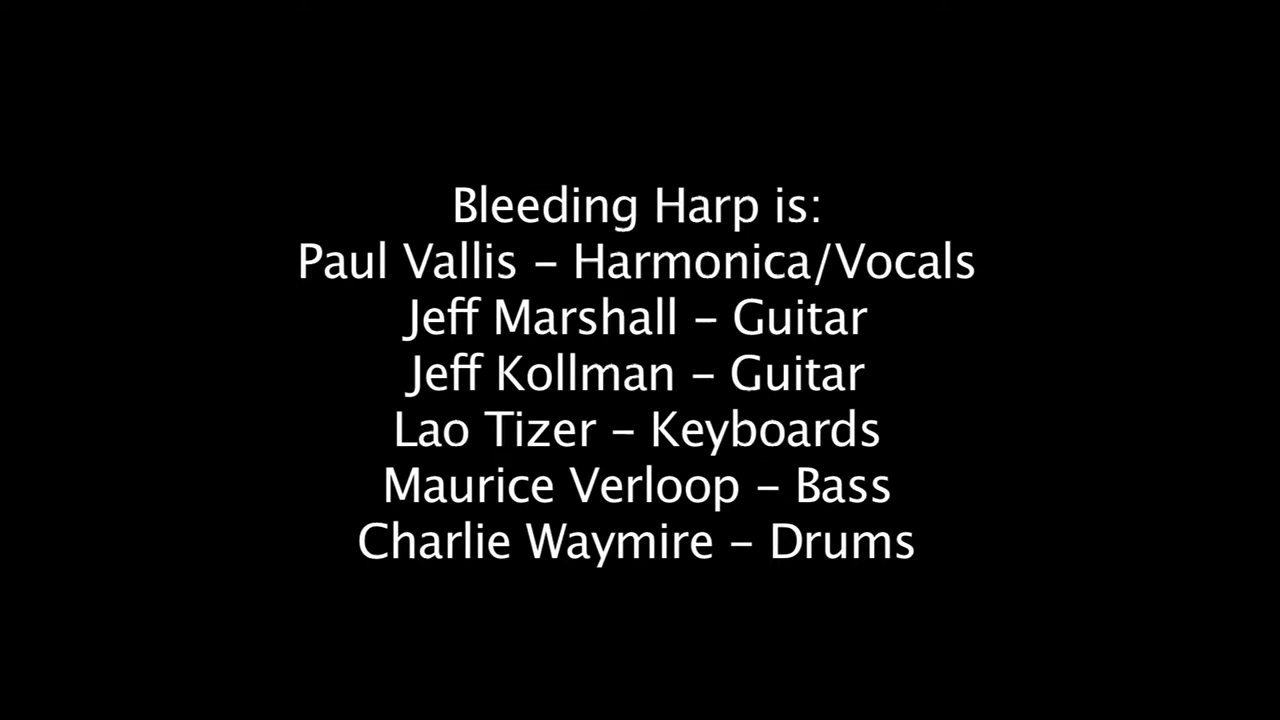 Bleeding Harp is:
Paul Vallis – Harmonica/Vocals
Jeff Marshall – Guitar
Jeff Kollman – Guitar
Lao Tizer – Keyboards
Maurice Verloop – Bass
Charlie Waymire – Drums